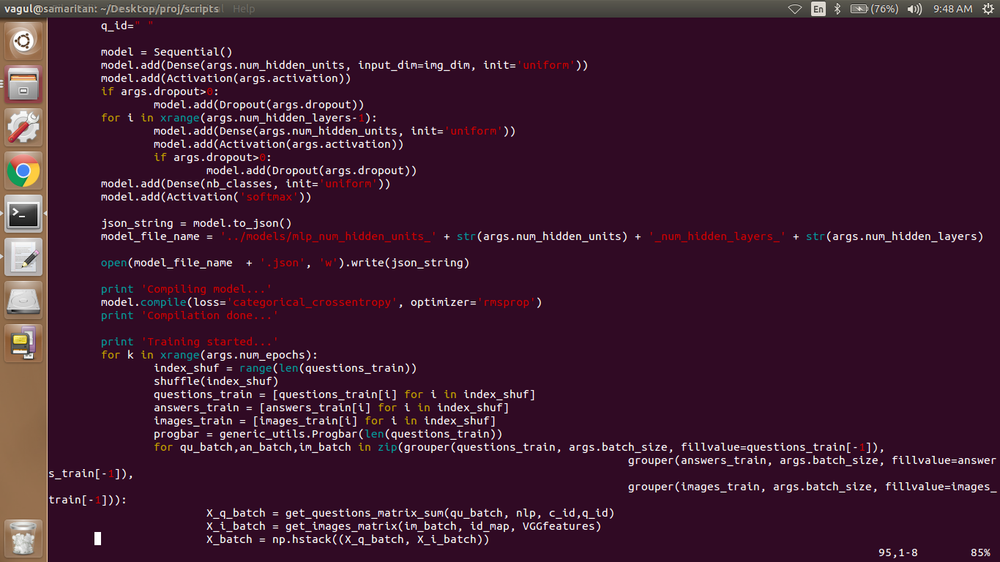 vagul@samaritan: ~/Desktop/proj/scripts Help
En (76%) 9:48 AM
q_id=" "
model = Sequential()
model.add(Dense(args.num_hidden_units, input_dim=img_dim, init='uniform'))
model.add(Activation(args.activation))
if args.dropout>0:
model.add(Dropout(args.dropout))
for i in xrange(args.num_hidden_layers-1):
model.add(Dense(args.num_hidden_units, init='uniform'))
model.add(Activation(args.activation))
if args.dropout>0:
model.add(Dropout(args.dropout))
model.add(Dense(nb_classes, init='uniform'))
model.add(Activation('softmax'))
json_string = model.to_json()
model_file_name = '../models/mlp_num_hidden_units_' + str(args.num_hidden_units) + '_num_hidden_layers_' + str(args.num_hidden_layers)
open(model_file_name  + '.json', 'w').write(json_string)
print 'Compiling model...'
model.compile(loss='categorical_crossentropy', optimizer='rmsprop')
print 'Compilation done...'
print 'Training started...'
for k in xrange(args.num_epochs):
index_shuf = range(len(questions_train))
shuffle(index_shuf)
questions_train = [questions_train[i] for i in index_shuf]
answers_train = [answers_train[i] for i in index_shuf]
images_train = [images_train[i] for i in index_shuf]
progbar = generic_utils.Progbar(len(questions_train))
for qu_batch,an_batch,im_batch in zip(grouper(questions_train, args.batch_size, fillvalue=questions_train[-1]),
grouper(answers_train, args.batch_size, fillvalue=answer
s_train[-1]),
grouper(images_train, args.batch_size, fillvalue=images_
train[-1])):
X_q_batch = get_questions_matrix_sum(qu_batch, nlp, c_id,q_id)
X_i_batch = get_images_matrix(im_batch, id_map, VGGfeatures)
X_batch = np.hstack((X_q_batch, X_i_batch))
95,1-8 85%